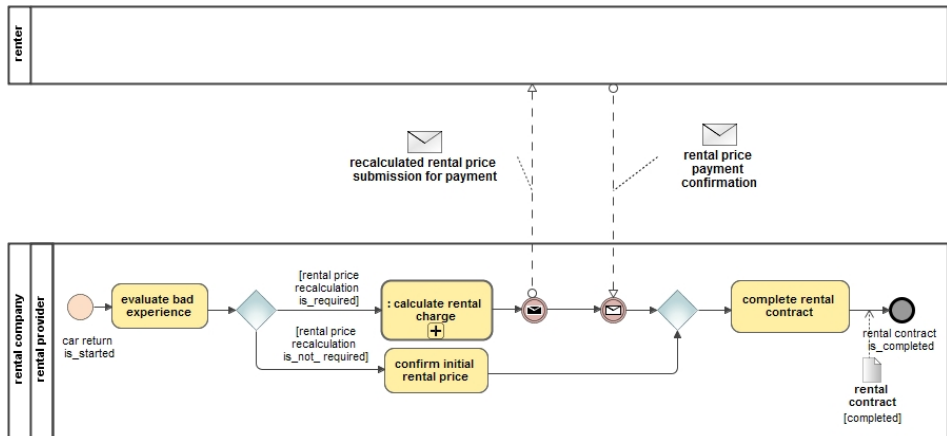 renter
recalculated rental price
submission for payment
rental price
payment
confirmation
rental company
rental provider
car return
is_started
evaluate bad
experience
[rental price
recalculation
is_required]
[rental price
recalculation
is_not_ required]
: calculate rental
charge
confirm initial
rental price
complete rental
contract
rental contract
is_completed
rental
contract
[completed]